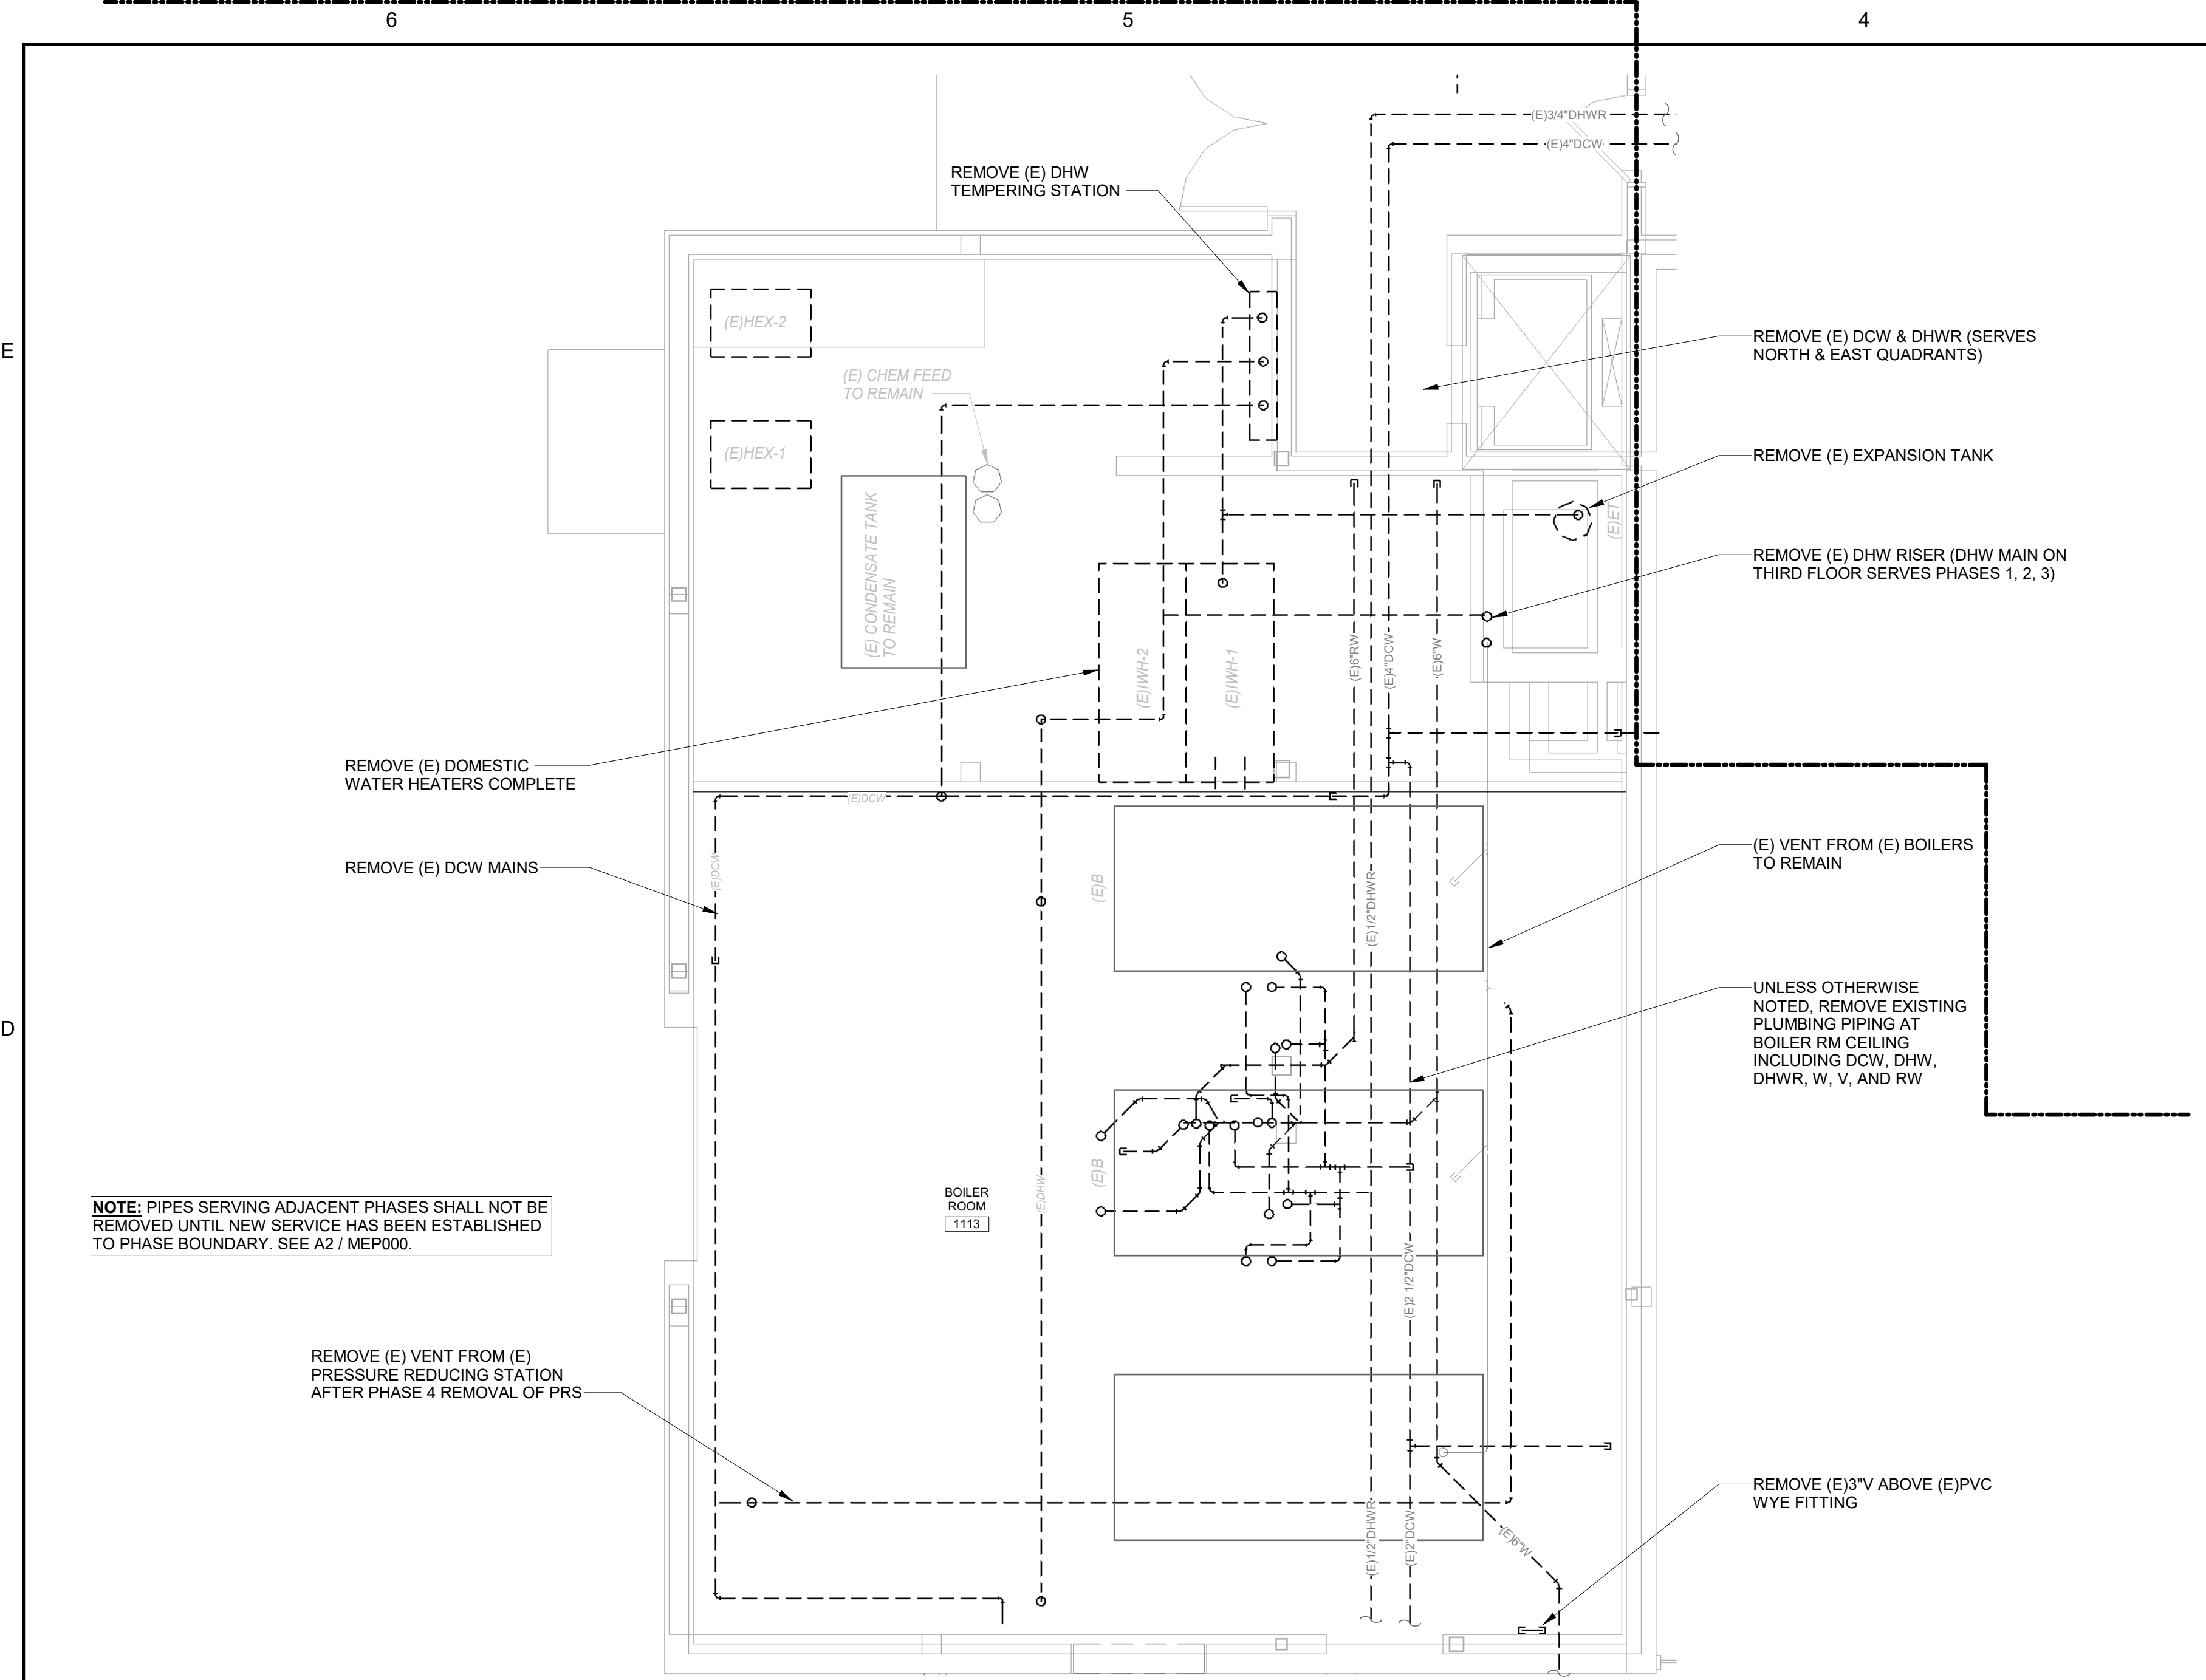 6
5
4
E
D
(E)3/4"DHWR
(E)4"DCW
REMOVE (E) DHW
TEMPERING STATION
(E)HEX-2
(E) CHEM FEED
TO REMAIN
(E)HEX-1
(E) CONDENSATE TANK
TO REMAIN
REMOVE (E) DCW & DHWR (SERVES
NORTH & EAST QUADRANTS)
REMOVE (E) EXPANSION TANK
(E)ET
REMOVE (E) DHW RISER (DHW MAIN ON
THIRD FLOOR SERVES PHASES 1, 2, 3)
(E)IWH-2
(E)IWH-1
(E)6"RW
(E)4"DCW
(E)6"W
REMOVE (E) DOMESTIC
WATER HEATERS COMPLETE
(E)DCW
REMOVE (E) DCW MAINS
(E)DCW
(E)B
(E)1/2"DHWR
(E) VENT FROM (E) BOILERS
TO REMAIN
UNLESS OTHERWISE
NOTED, REMOVE EXISTING
PLUMBING PIPING AT
BOILER RM CEILING
INCLUDING DCW, DHW,
DHWR, W, V, AND RW
(E)B
BOILER
ROOM
1113
(E)DHW
(E)2 1/2"DCW
NOTE: PIPES SERVING ADJACENT PHASES SHALL NOT BE
REMOVED UNTIL NEW SERVICE HAS BEEN ESTABLISHED
TO PHASE BOUNDARY. SEE A2 / MEP000.
REMOVE (E) VENT FROM (E)
PRESSURE REDUCING STATION
AFTER PHASE 4 REMOVAL OF PRS
(E)1/2"DHWR
(E)2"DCW
(E)6"W
REMOVE (E)3"V ABOVE (E)PVC
WYE FITTING